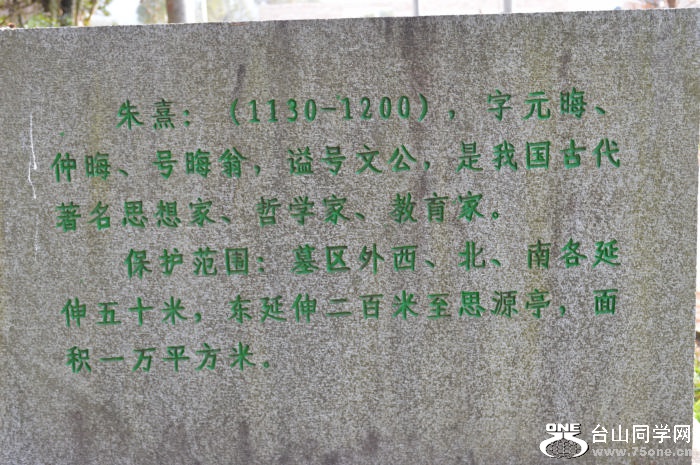 朱熹：（1130-1200），字元晦、
仲晦、号晦翁，谥号文公，是我国古代
著名思想家、哲学家、教育家。
保护范围：墓区外西、北、南各延
伸五十米，东延伸二百米至思源亭，面
积一万平方米．
ONE 台山同学网
www.75one.cn